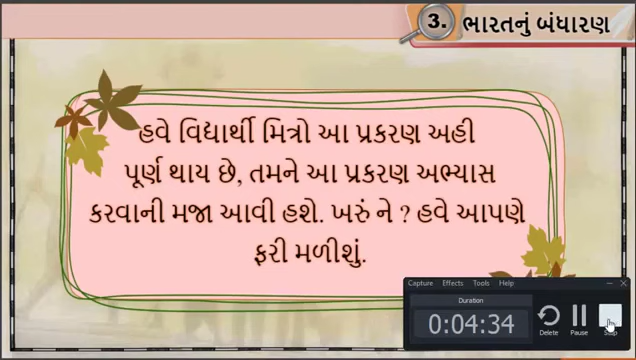 3. ભારતનું બંધારણ
હવે વિદ્યાર્થી મિત્રો આ પ્રકરણ અહી
પૂર્ણ થાય છે, તમને આ પ્રકરણ અભ્યાસ
કરવાની મજા આવી હશે. ખરું ને ? હવે આપણે
ફરી મળીશું.
Capture Effects Tools Help
Duration
0:04:34
Delete Pause Stop